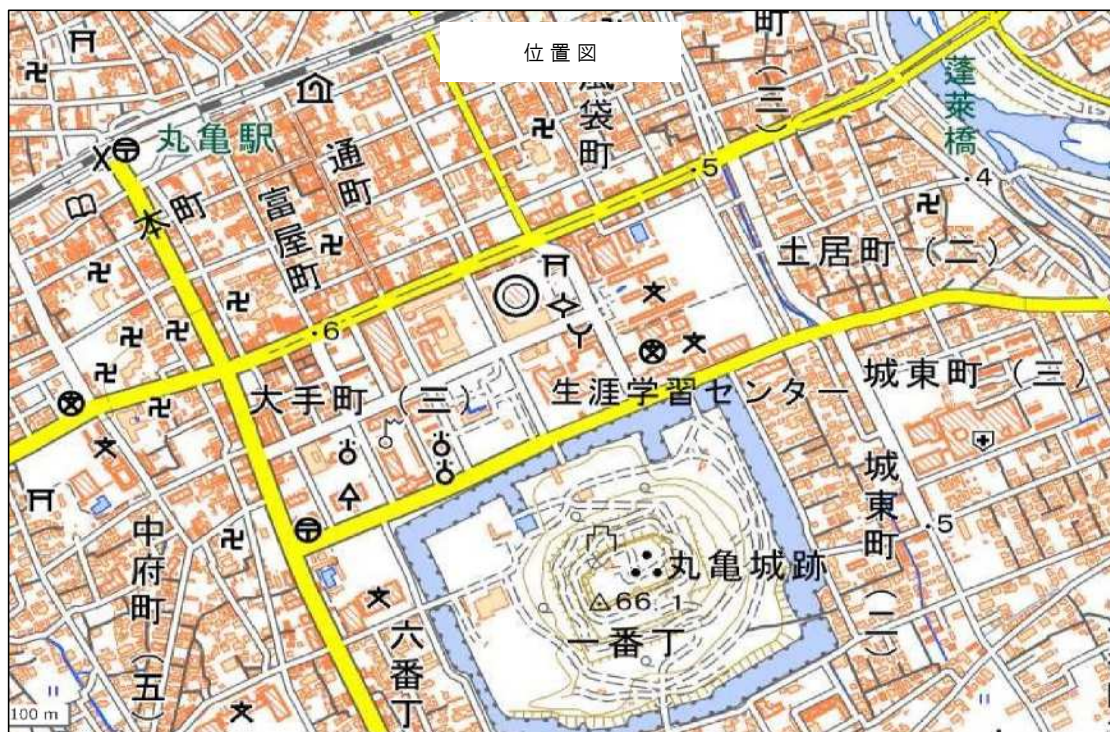 位置図
町(三)
風袋町
蓬莱橋
丸亀駅
通町
富屋町
本町
5
4
土居町(二)
6
大手町(三)
生涯学習センター
城東町(三)
城東町(二)
5
中府町(五)
丸亀城跡
66.1
一番丁
六番丁
100 m